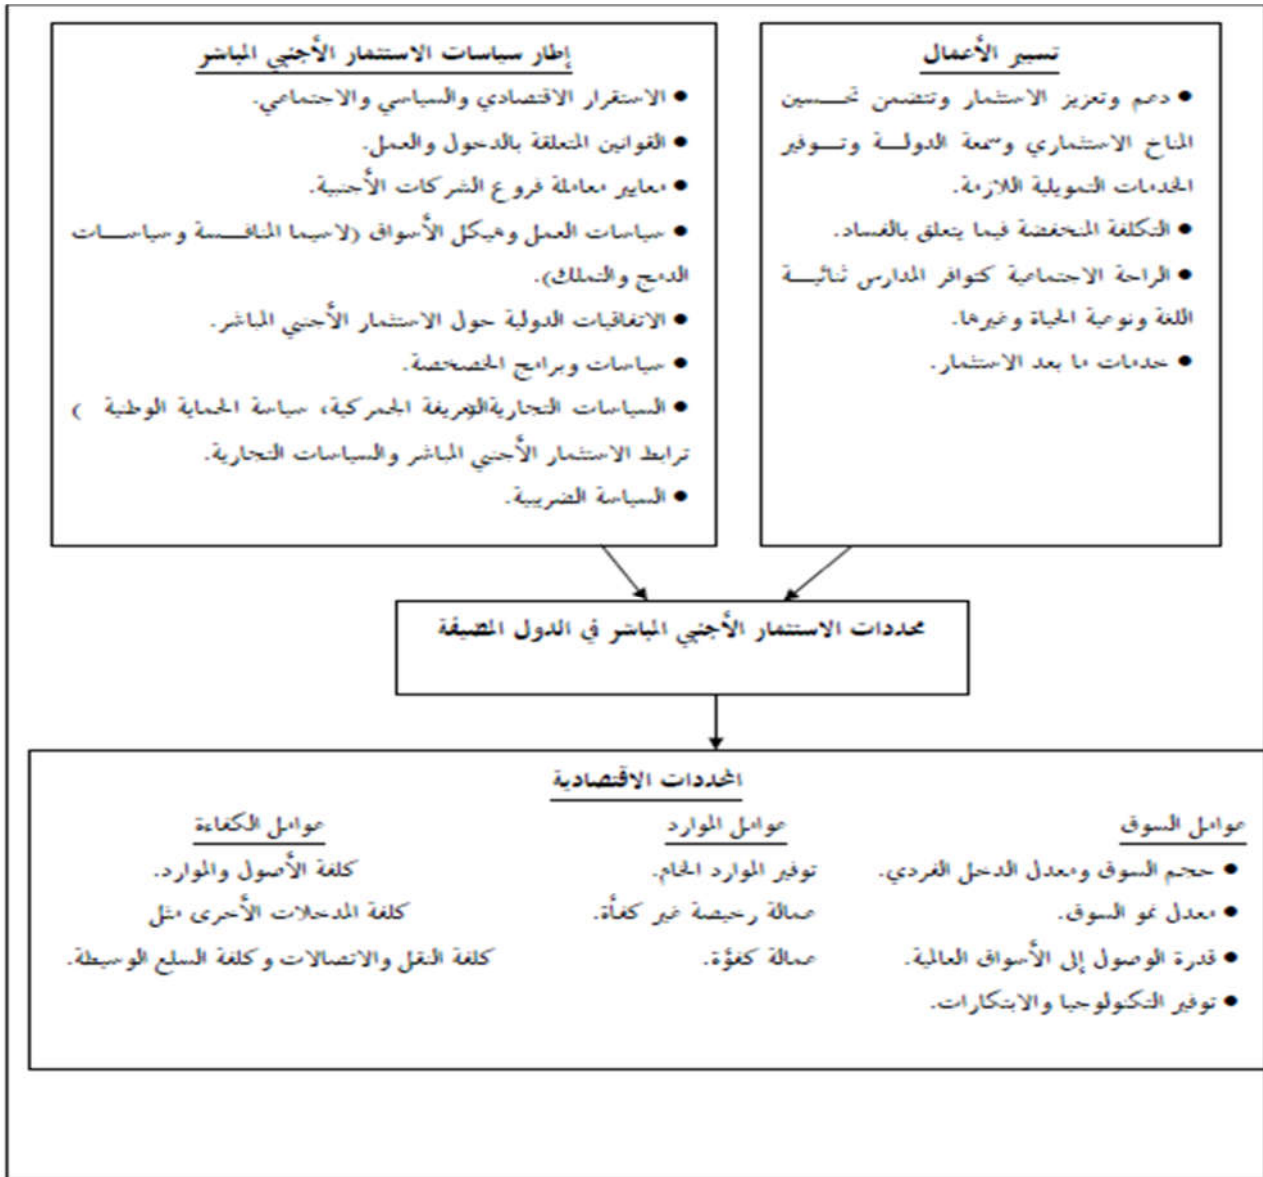 تسيير الأعمال
● دعم وتعزيز الاستثمار وتتضمن تحسين
المناخ الاستثماري وسمعة الدولة وتوفير
الخدمات التمويلية اللازمة.
● التكلفة المنخفضة فيما يتعلق بالفساد.
● الراحة الاجتماعية كتوافر المدارس ثنائية
اللغة ونوعية الحياة وغيرها.
● خدمات ما بعد الاستثمار.
إطار سياسات الاستثمار الأجنبي المباشر
● الاستقرار الاقتصادي والسياسي والاجتماعي.
● القوانين المتعلقة بالدخول والعمل.
● معايير معاملة فروع الشركات الأجنبية.
● سياسات العمل وهيكل الأسواق (لاسيما المنافسة وسياسات
الدمج والتملك).
● الاتفاقيات الدولية حول الاستثمار الأجنبي المباشر.
● سياسات وبرامج الخصخصة.
● السياسات التجارية(التعريفة الجمركية، سياسة الحماية الوطنية )
ترابط الاستثمار الأجنبي المباشر والسياسات التجارية.
● السياسة الضريبية.
محددات الاستثمار الأجنبي المباشر في الدول المضيفة
المحددات الاقتصادية
عوامل السوق
● حجم السوق ومعدل الدخل الفردي.
● معدل نمو السوق.
● قدرة الوصول إلى الأسواق العالمية.
● توفير التكنولوجيا والابتكارات.
عوامل الموارد
توفير الموارد الخام.
عمالة رخيصة غير كفأة.
عمالة كفؤة.
عوامل الكفاءة
كلفة الأصول والموارد.
كلفة المدخلات الأخرى مثل
كلفة النقل والاتصالات وكلفة السلع الوسيطة.